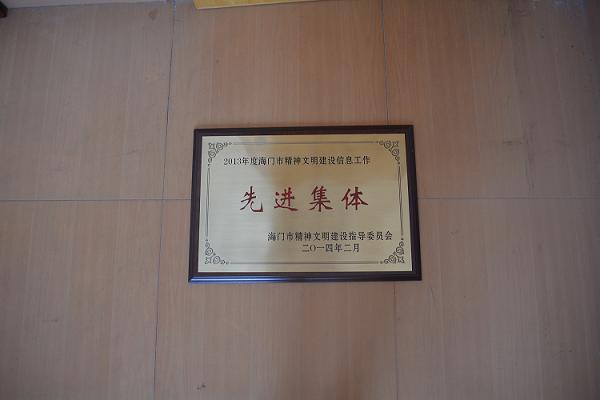 2013年度海门市精神文明建设信息工作
先进集体
海门市精神文明建设指导委员会
二〇一四年二月